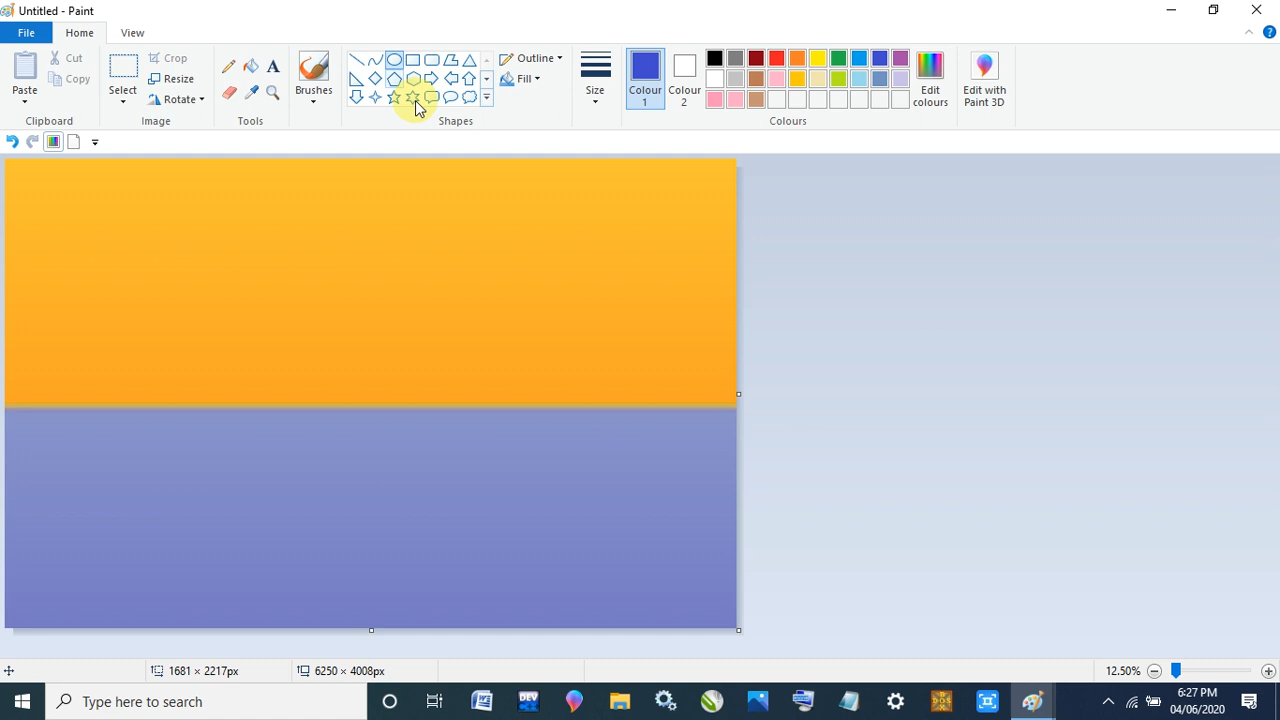 Untitled - Paint
File Home View
Paste
Cut
Copy
Clipboard
Select
Crop
Resize
Rotate
Image
A
Tools
Brushes
Outline
Fill
Shapes
Size
Colour 1
Colour 2
Edit colours
Colours
Edit with Paint 3D
1681 × 2217px
6250 × 4008px
12.50%
Type here to search
DEV
DOS
6:27 PM
04/06/2020